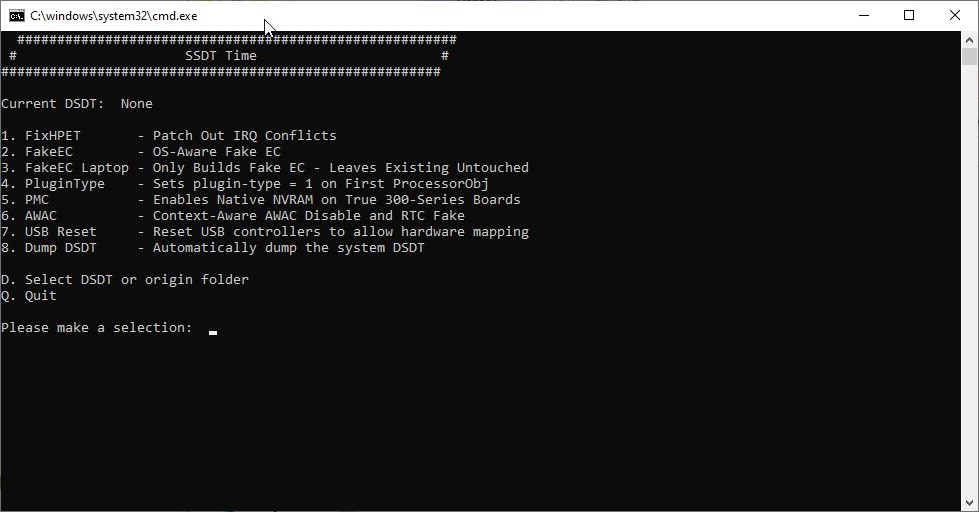 C:\windows\system32\cmd.exe
#######################################################
# SSDT Time #
#######################################################
Current DSDT: None
1. FixHPET - Patch Out IRQ Conflicts
2. FakeEC - OS-Aware Fake EC
3. FakeEC Laptop - Only Builds Fake EC - Leaves Existing Untouched
4. PluginType - Sets plugin-type = 1 on First ProcessorObj
5. PMC - Enables Native NVRAM on True 300-Series Boards
6. AWAC - Context-Aware AWAC Disable and RTC Fake
7. USB Reset - Reset USB controllers to allow hardware mapping
8. Dump DSDT - Automatically dump the system DSDT
D. Select DSDT or origin folder
Q. Quit
Please make a selection: